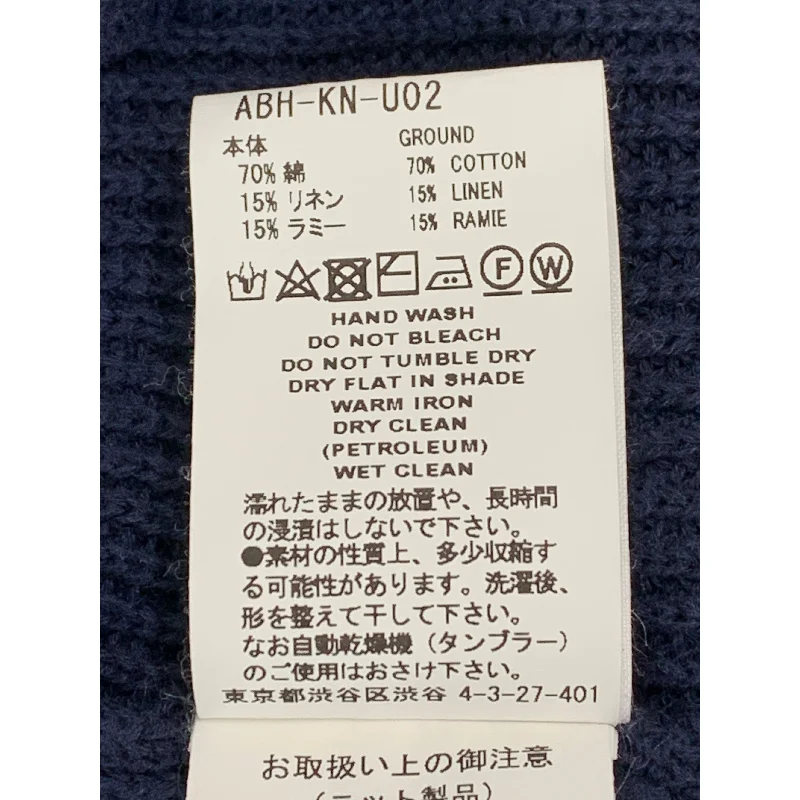 ABH-KN-U02
本体 GROUND
70% 綿 70% COTTON
15% リネン 15% LINEN
15% ラミー 15% RAMIE
F W
HAND WASH
DO NOT BLEACH
DO NOT TUMBLE DRY
DRY FLAT IN SHADE
WARM IRON
DRY CLEAN
(PETROLEUM)
WET CLEAN
濡れたままの放置や、長時間
の浸漬はしないで下さい。
●素材の性質上、多少収縮す
る可能性があります。洗濯後、
形を整えて干して下さい。
なお自動乾燥機（タンブラー）
のご使用はおさけ下さい。
東京都渋谷区渋谷 4-3-27-401
お取扱い上の御注意
（ニット製品）